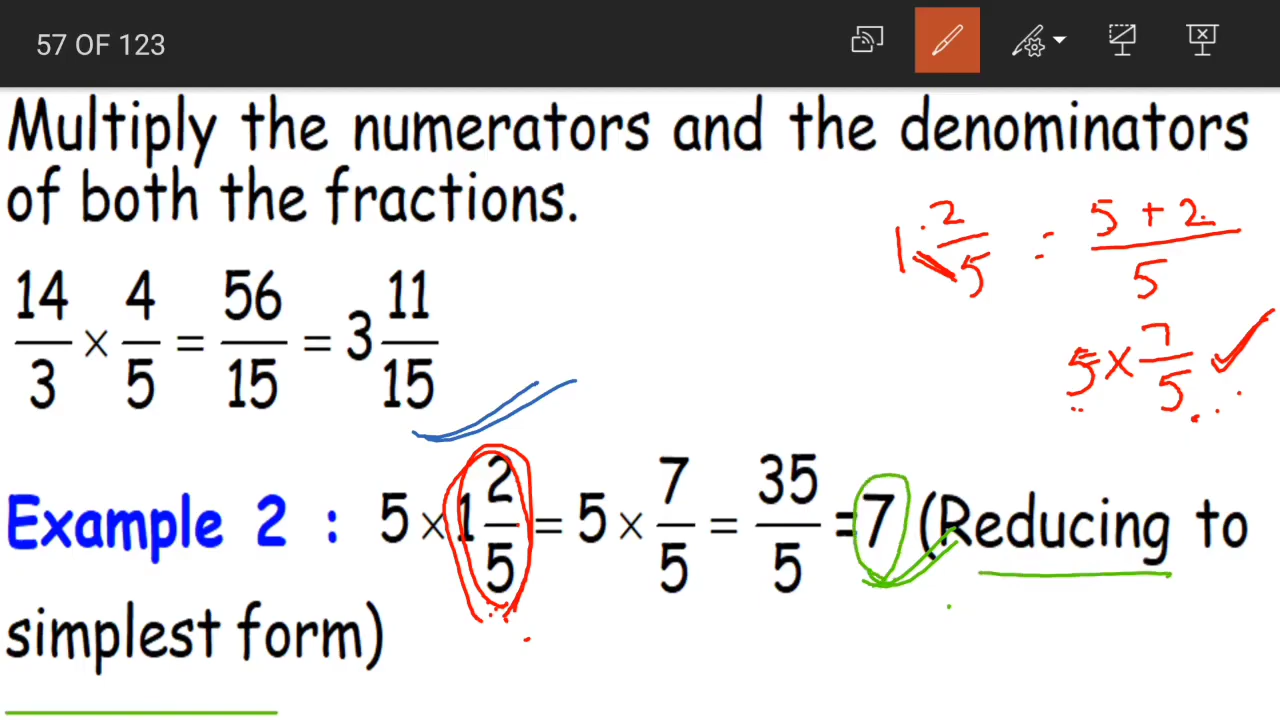 57 OF 123
Multiply the numerators and the denominators
of both the fractions.
1 2/5 = 5 + 2/5
14/3 × 4/5 = 56/15 = 3 11/15
5 × 7/5
Example 2 : 5 × 1 2/5 = 5 × 7/5 = 35/5 = 7 (Reducing to
simplest form)